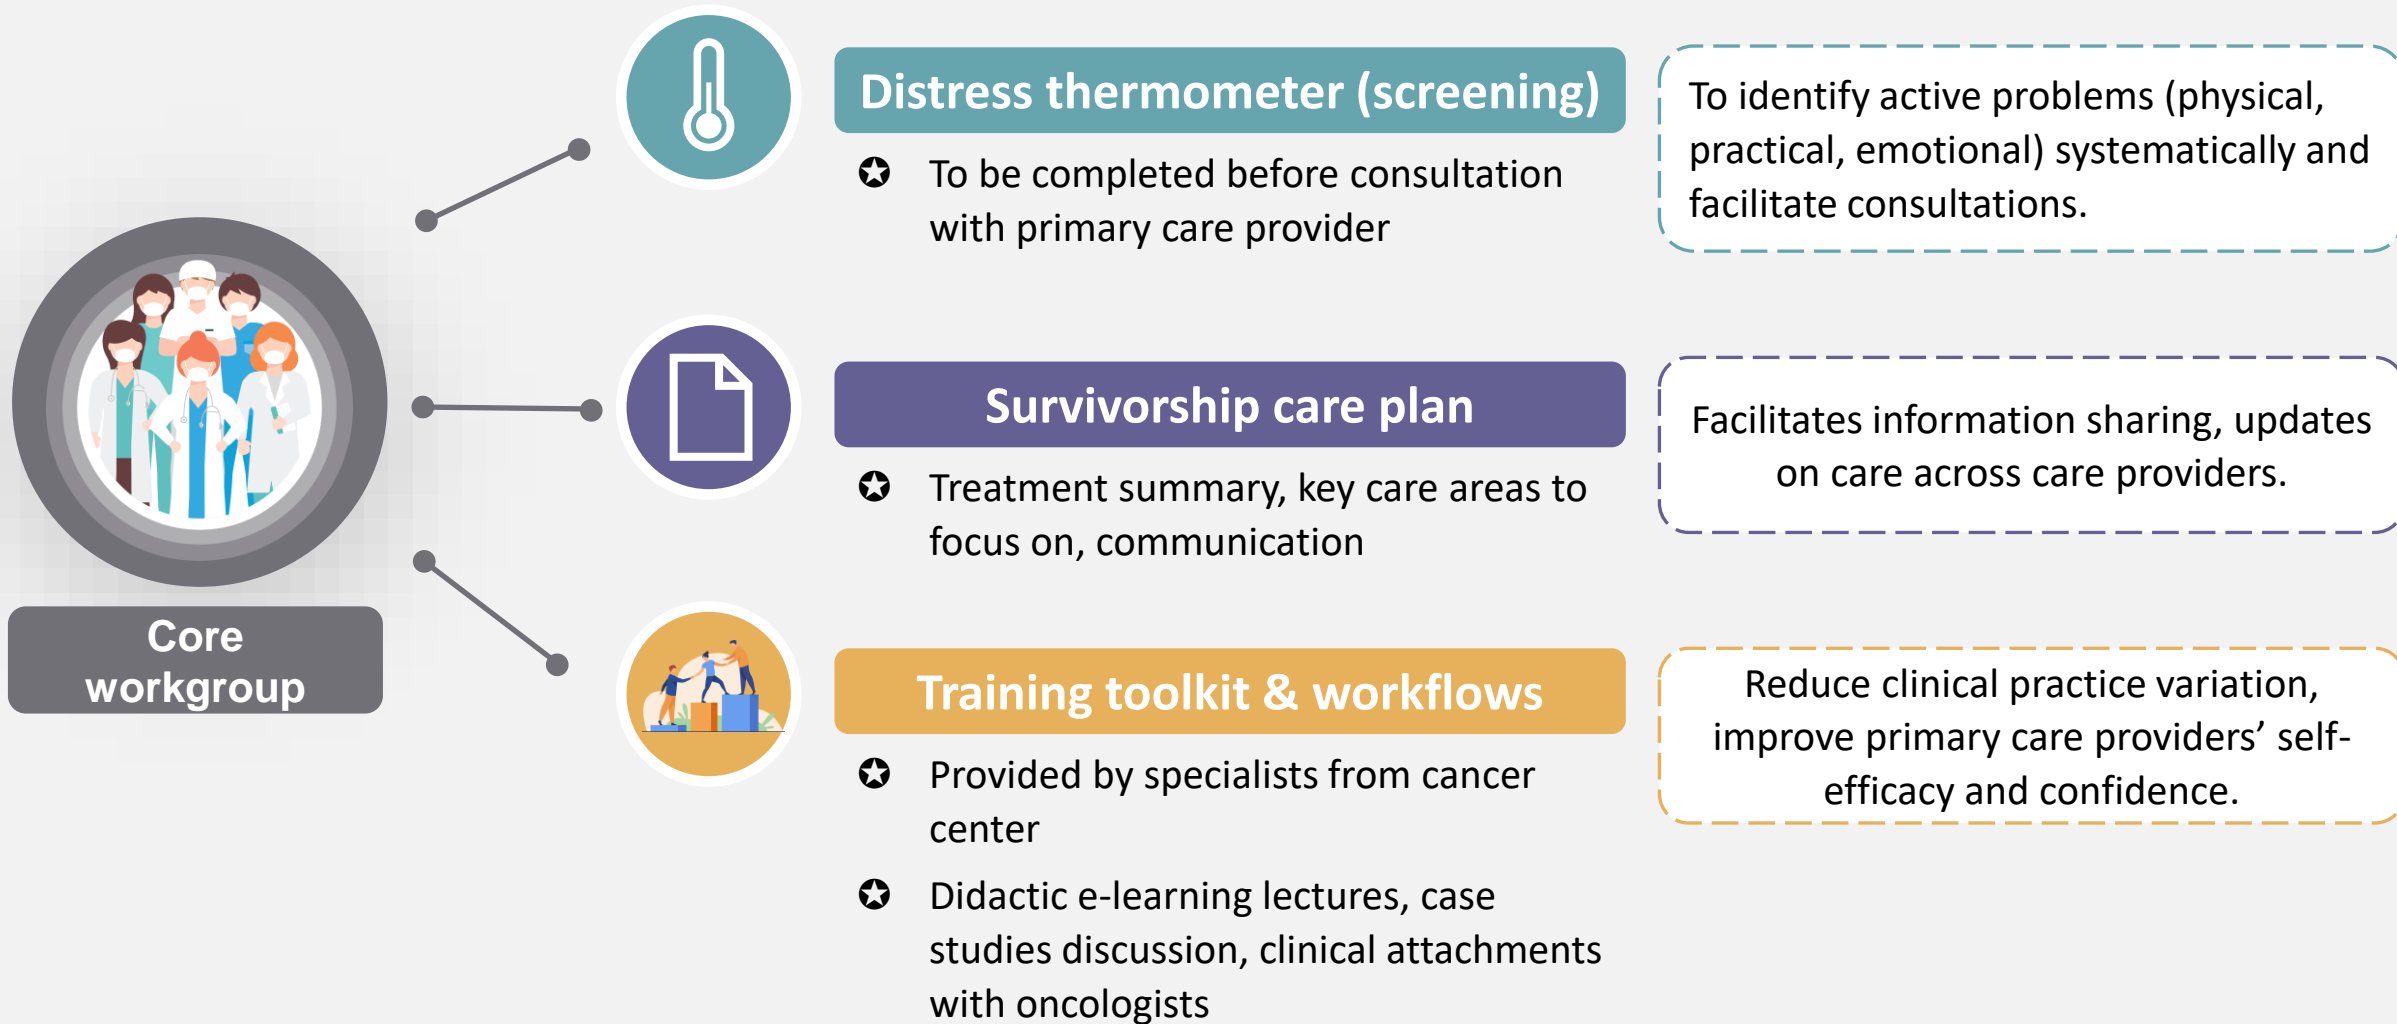 Distress thermometer (screening)
✪ To be completed before consultation
with primary care provider
To identify active problems (physical,
practical, emotional) systematically and
facilitate consultations.
Core
workgroup
Survivorship care plan
✪ Treatment summary, key care areas to
focus on, communication
Facilitates information sharing, updates
on care across care providers.
Training toolkit & workflows
✪ Provided by specialists from cancer
center
✪ Didactic e-learning lectures, case
studies discussion, clinical attachments
with oncologists
Reduce clinical practice variation,
improve primary care providers’ self-
efficacy and confidence.